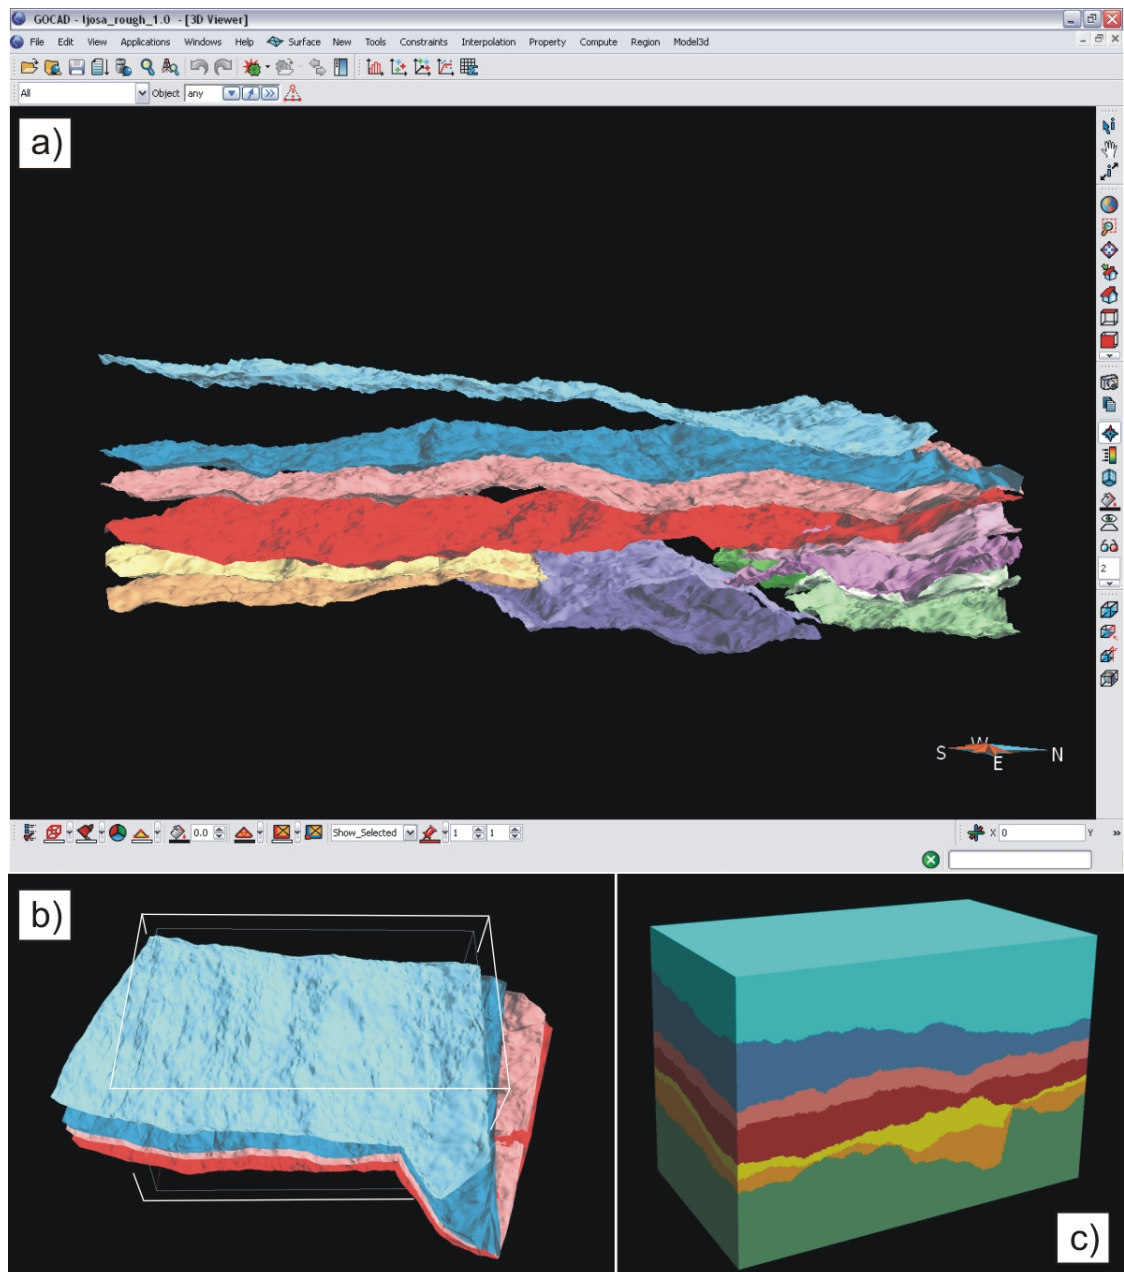 GOCAD - ljosa_rough_1.0 - [3D Viewer]
File Edit View Applications Windows Help Surface New Tools Constraints Interpolation Property Compute Region Model3d
All Object any
a)
2
S W E N
0.0 Show_Selected 1 1 X 0 Y »
b)
c)